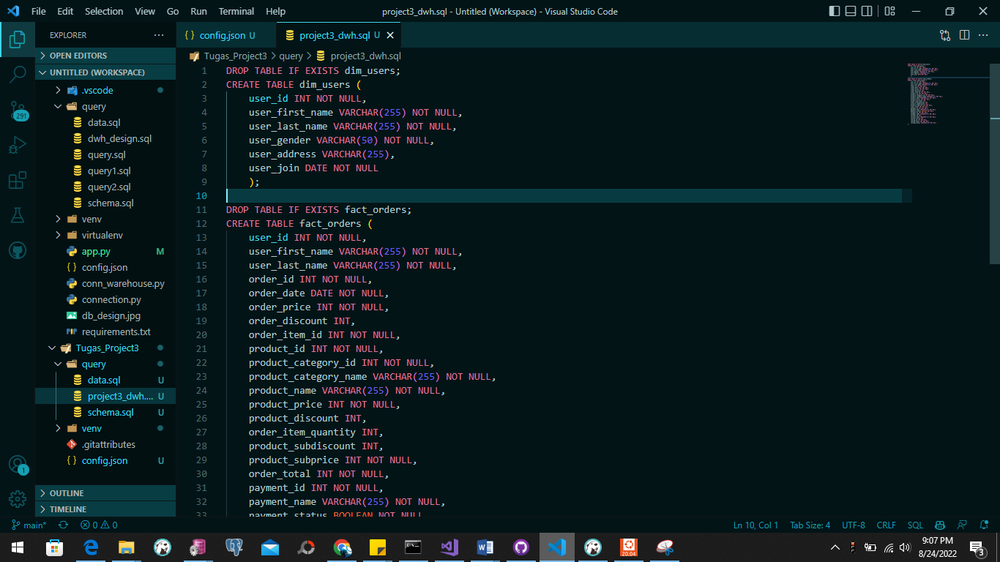 File Edit Selection View Go Run Terminal Help
project3_dwh.sql - Untitled (Workspace) - Visual Studio Code
EXPLORER
OPEN EDITORS
UNTITLED (WORKSPACE)
.vscode
query
data.sql
dwh_design.sql
query.sql
query1.sql
query2.sql
schema.sql
venv
virtualenv
app.py M
config.json
conn_warehouse.py
connection.py
db_design.jpg
requirements.txt
Tugas_Project3
query
data.sql U
project3_dwh.... U
schema.sql U
venv
.gitattributes
config.json U
OUTLINE
TIMELINE
291
1
config.json U
project3_dwh.sql U
Tugas_Project3 > query > project3_dwh.sql
1 DROP TABLE IF EXISTS dim_users;
2 CREATE TABLE dim_users (
3 user_id INT NOT NULL,
4 user_first_name VARCHAR(255) NOT NULL,
5 user_last_name VARCHAR(255) NOT NULL,
6 user_gender VARCHAR(50) NOT NULL,
7 user_address VARCHAR(255),
8 user_join DATE NOT NULL
9 );
10
11 DROP TABLE IF EXISTS fact_orders;
12 CREATE TABLE fact_orders (
13 user_id INT NOT NULL,
14 user_first_name VARCHAR(255) NOT NULL,
15 user_last_name VARCHAR(255) NOT NULL,
16 order_id INT NOT NULL,
17 order_date DATE NOT NULL,
18 order_price INT NOT NULL,
19 order_discount INT,
20 order_item_id INT NOT NULL,
21 product_id INT NOT NULL,
22 product_category_id INT NOT NULL,
23 product_category_name VARCHAR(255) NOT NULL,
24 product_name VARCHAR(255) NOT NULL,
25 product_price INT NOT NULL,
26 product_discount INT,
27 order_item_quantity INT,
28 product_subdiscount INT,
29 product_subprice INT NOT NULL,
30 order_total INT NOT NULL,
31 payment_id INT NOT NULL,
32 payment_name VARCHAR(255) NOT NULL,
33 payment_status BOOLEAN NOT NULL
main* 0 0
Ln 10, Col 1 Tab Size: 4 UTF-8 CRLF SQL
20.04
9:07 PM
8/24/2022
3